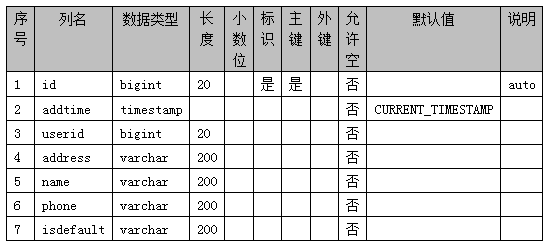 序号 列名 数据类型 长度 小数位 标识 主键 外键 允许空 默认值 说明
1 id bigint 20 是 是 否 auto
2 addtime timestamp 否 CURRENT_TIMESTAMP
3 userid bigint 20 否
4 address varchar 200 否
5 name varchar 200 否
6 phone varchar 200 否
7 isdefault varchar 200 否